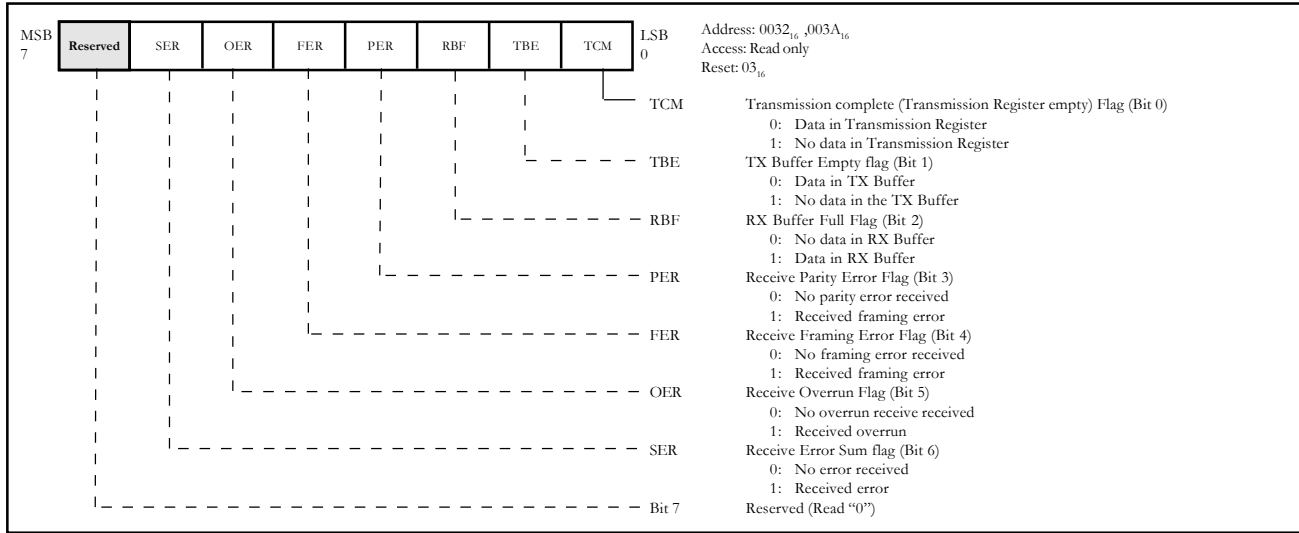 MSB
7
Reserved SER OER FER PER RBF TBE TCM
LSB
0
Address: 0032₁₆ ,003A₁₆
Access: Read only
Reset: 03₁₆
TCM Transmission complete (Transmission Register empty) Flag (Bit 0)
0: Data in Transmission Register
1: No data in Transmission Register
TBE TX Buffer Empty flag (Bit 1)
0: Data in TX Buffer
1: No data in the TX Buffer
RBF RX Buffer Full Flag (Bit 2)
0: No data in RX Buffer
1: Data in RX Buffer
PER Receive Parity Error Flag (Bit 3)
0: No parity error received
1: Received framing error
FER Receive Framing Error Flag (Bit 4)
0: No framing error received
1: Received framing error
OER Receive Overrun Flag (Bit 5)
0: No overrun receive received
1: Received overrun
SER Receive Error Sum flag (Bit 6)
0: No error received
1: Received error
Bit 7 Reserved (Read “0”)